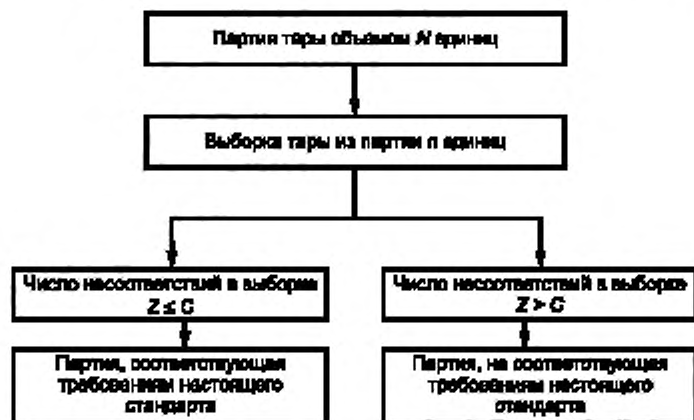 Партия тары объемом N единиц
Выборка тары из партии n единиц
Число несоответствий в выборке
Z ≤ C
Число несоответствий в выборке
Z > C
Партия, соответствующая
требованиям настоящего
стандарта
Партия, не соответствующая
требованиям настоящего
стандарта